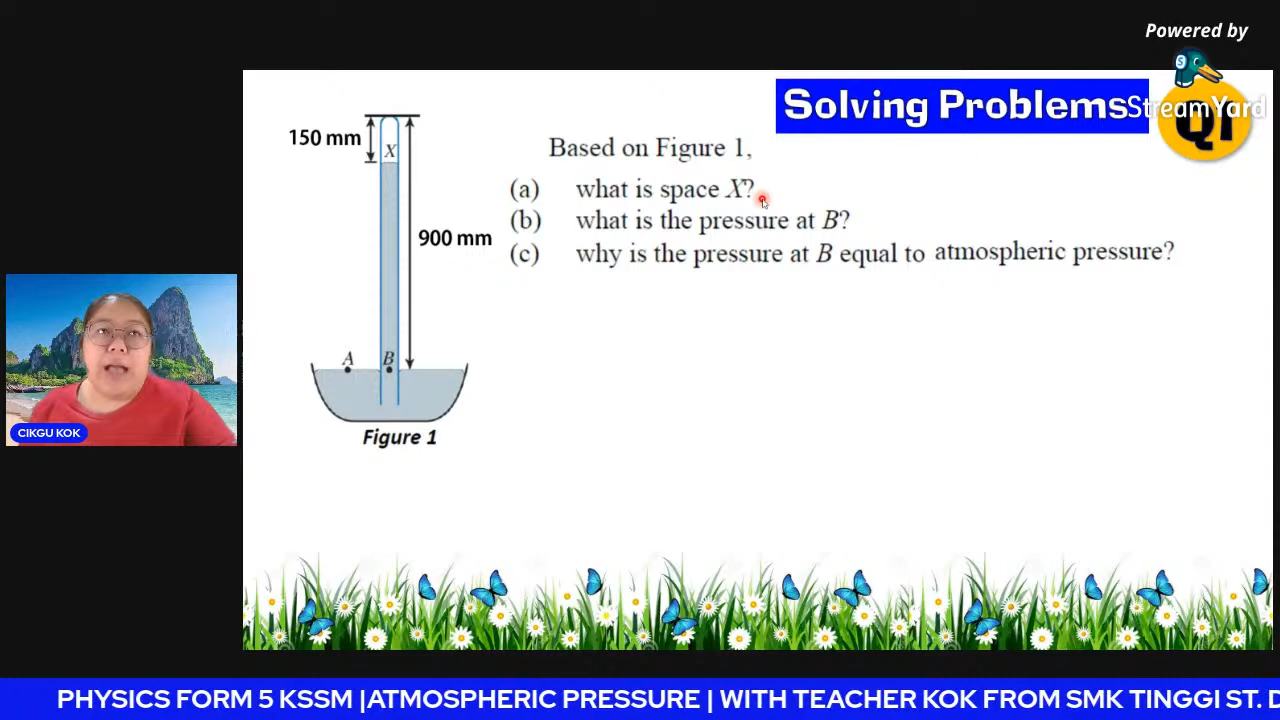 Powered by
StreamYard
S
Solving Problems
Q1
150 mm
X
900 mm
A
B
Figure 1
Based on Figure 1,
(a) what is space X?
(b) what is the pressure at B?
(c) why is the pressure at B equal to atmospheric pressure?
CIKGU KOK
PHYSICS FORM 5 KSSM |ATMOSPHERIC PRESSURE | WITH TEACHER KOK FROM SMK TINGGI ST. D